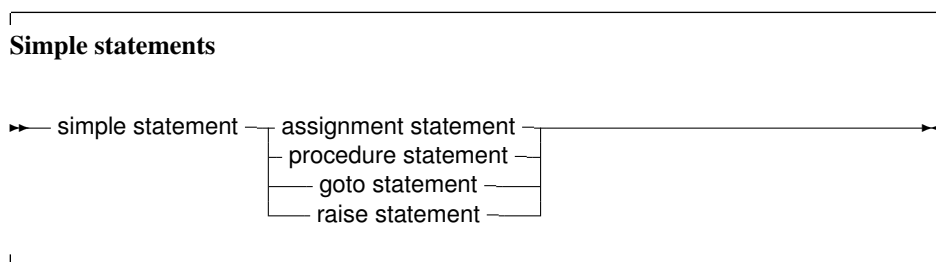 Simple statements
simple statement assignment statement
procedure statement
goto statement
raise statement